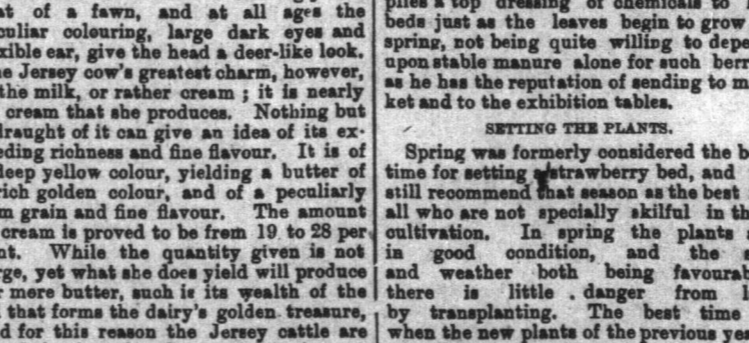 at of a fawn, and at all ages the
culiar colouring, large dark eyes and
xible ear, give the head a deer-like look.
he Jersey cow's greatest charm, however,
the milk, or rather cream ; it is nearly
cream that she produces. Nothing but
draught of it can give an idea of its ex-
eding richness and fine flavour. It is of
deep yellow colour, yielding a butter of
rich golden colour, and of a peculiarly
m grain and fine flavour. The amount
cream is proved to be from 19 to 28 per
nt. While the quantity given is not
rge, yet what she does yield will produce
r more butter, such is its wealth of the
that forms the dairy's golden treasure,
d for this reason the Jersey cattle are
plies a top dressing of chemicals to
beds just as the leaves begin to grow
spring, not being quite willing to depe
upon stable manure alone for such berr
as he has the reputation of sending to m
ket and to the exhibition tables.
SETTING THE PLANTS.
Spring was formerly considered the b
time for setting a strawberry bed, and
still recommend that season as the best
all who are not specially skilful in th
cultivation. In spring the plants a
in good condition, and the s
and weather both being favourab
there is little danger from l
by transplanting. The best time
when the new plants of the previous yea